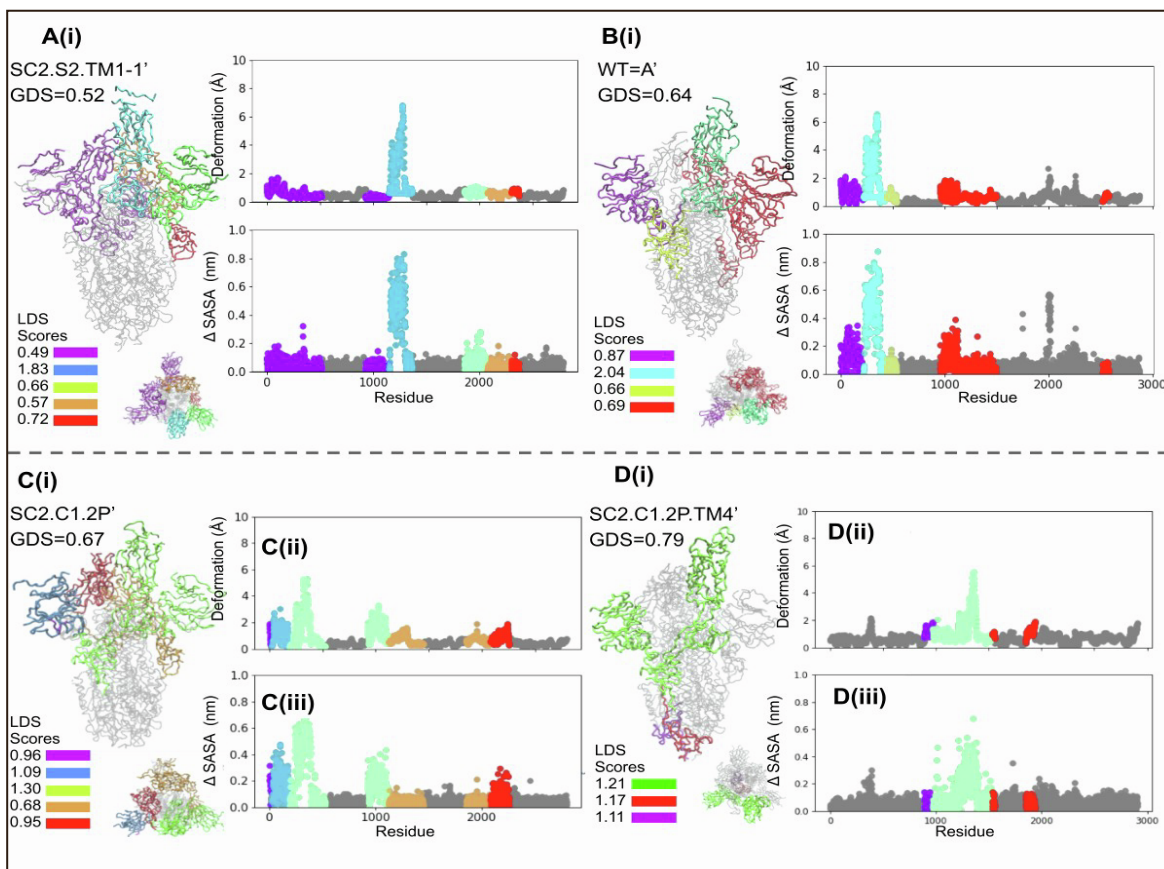 A(i)
SC2.S2.TM1-1'
GDS=0.52
Deformation (Å)
10
8
6
4
2
0
Δ SASA (nm)
1.0
0.8
0.6
0.4
0.2
0.0
0
1000
2000
Residue
LDS
Scores
0.49
1.83
0.66
0.57
0.72
B(i)
WT=A'
GDS=0.64
Deformation (Å)
10
8
6
4
2
0
Δ SASA (nm)
1.0
0.8
0.6
0.4
0.2
0.0
0
500
1000
1500
2000
2500
3000
Residue
LDS
Scores
0.87
2.04
0.66
0.69
C(i)
SC2.C1.2P'
GDS=0.67
C(ii)
Deformation (Å)
10
8
6
4
2
0
C(iii)
Δ SASA (nm)
1.0
0.8
0.6
0.4
0.2
0.0
0
1000
2000
Residue
LDS
Scores
0.96
1.09
1.30
0.68
0.95
D(i)
SC2.C1.2P.TM4'
GDS=0.79
D(ii)
Deformation (Å)
10
8
6
4
2
0
D(iii)
Δ SASA (nm)
1.0
0.8
0.6
0.4
0.2
0.0
0
1000
2000
3000
Residue
LDS
Scores
1.21
1.17
1.11